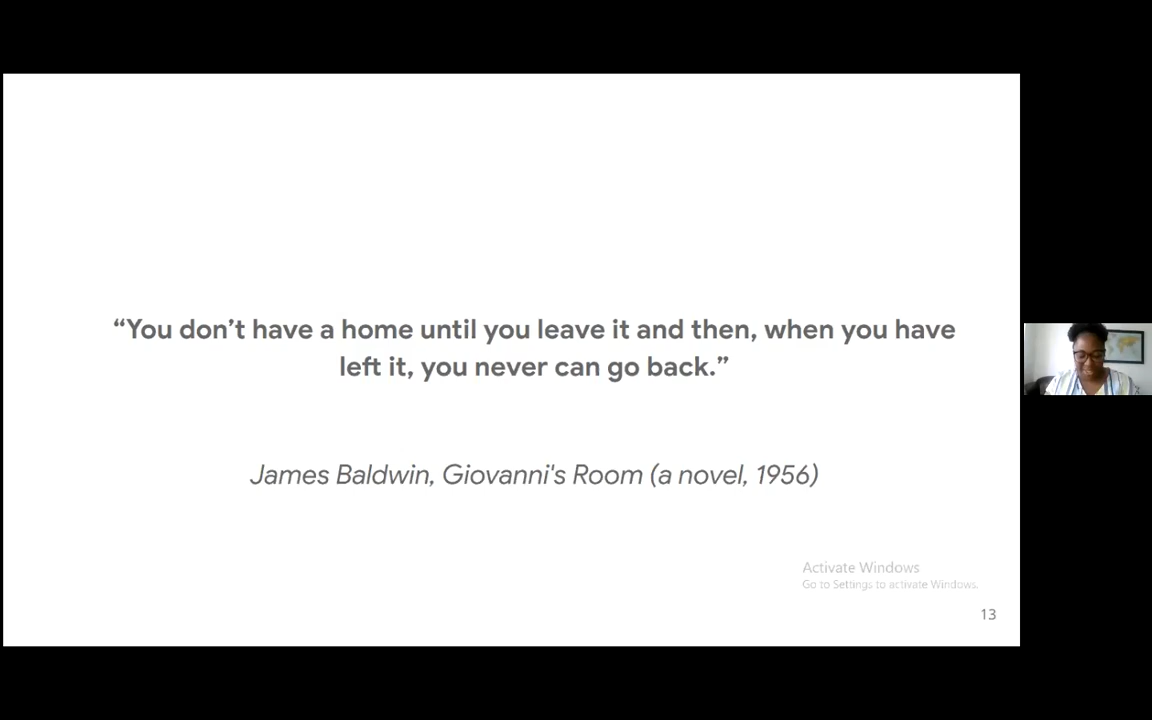 “You don’t have a home until you leave it and then, when you have
left it, you never can go back.”
James Baldwin, Giovanni's Room (a novel, 1956)
Activate Windows
Go to Settings to activate Windows.
13